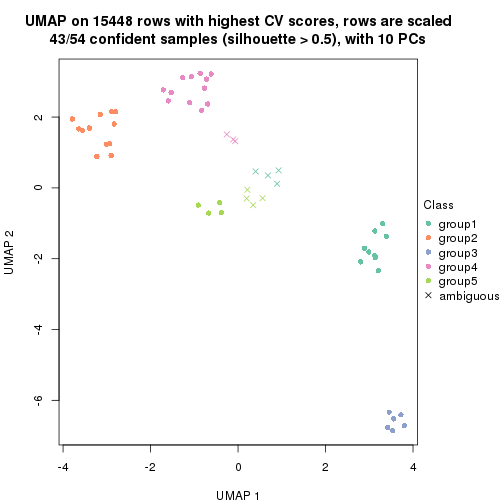 UMAP on 15448 rows with highest CV scores, rows are scaled
43/54 confident samples (silhouette > 0.5), with 10 PCs
2
0
-2
-4
-6
UMAP 2
-4 -2 0 2 4
UMAP 1
Class
group1
group2
group3
group4
group5
ambiguous